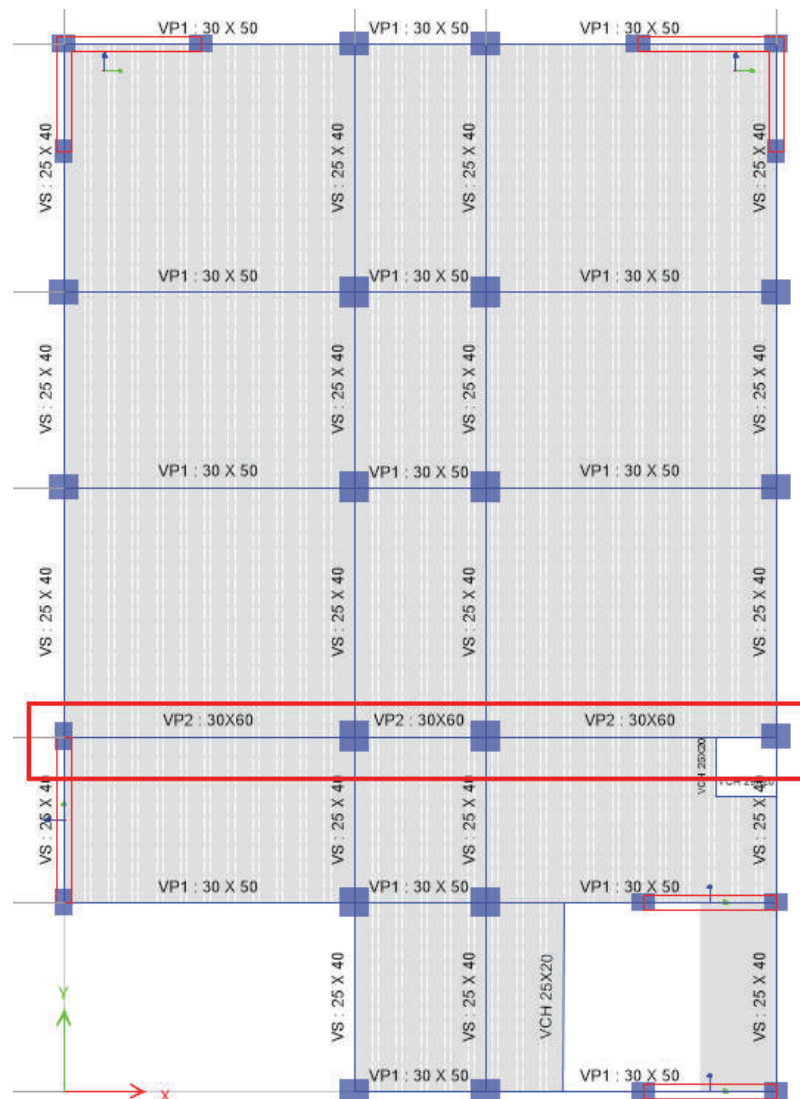 VP1 : 30 X 50 VP1 : 30 X 50 VP1 : 30 X 50
VS : 25 X 40 VS : 25 X 40 VS : 25 X 40 VS : 25 X 40
VP1 : 30 X 50 VP1 : 30 X 50 VP1 : 30 X 50
VS : 25 X 40 VS : 25 X 40 VS : 25 X 40 VS : 25 X 40
VP1 : 30 X 50 VP1 : 30 X 50 VP1 : 30 X 50
VS : 25 X 40 VS : 25 X 40 VS : 25 X 40 VS : 25 X 40
VP2 : 30X60 VP2 : 30X60 VP2 : 30X60
VCH 25X20
VS : 25 X 40 VS : 25 X 40 VS : 25 X 40 VS : 25 X 40
VP1 : 30 X 50 VP1 : 30 X 50 VP1 : 30 X 50
VS : 25 X 40 VS : 25 X 40 VCH 25X20 VS : 25 X 40
Y
VP1 : 30 X 50 VP1 : 30 X 50
X